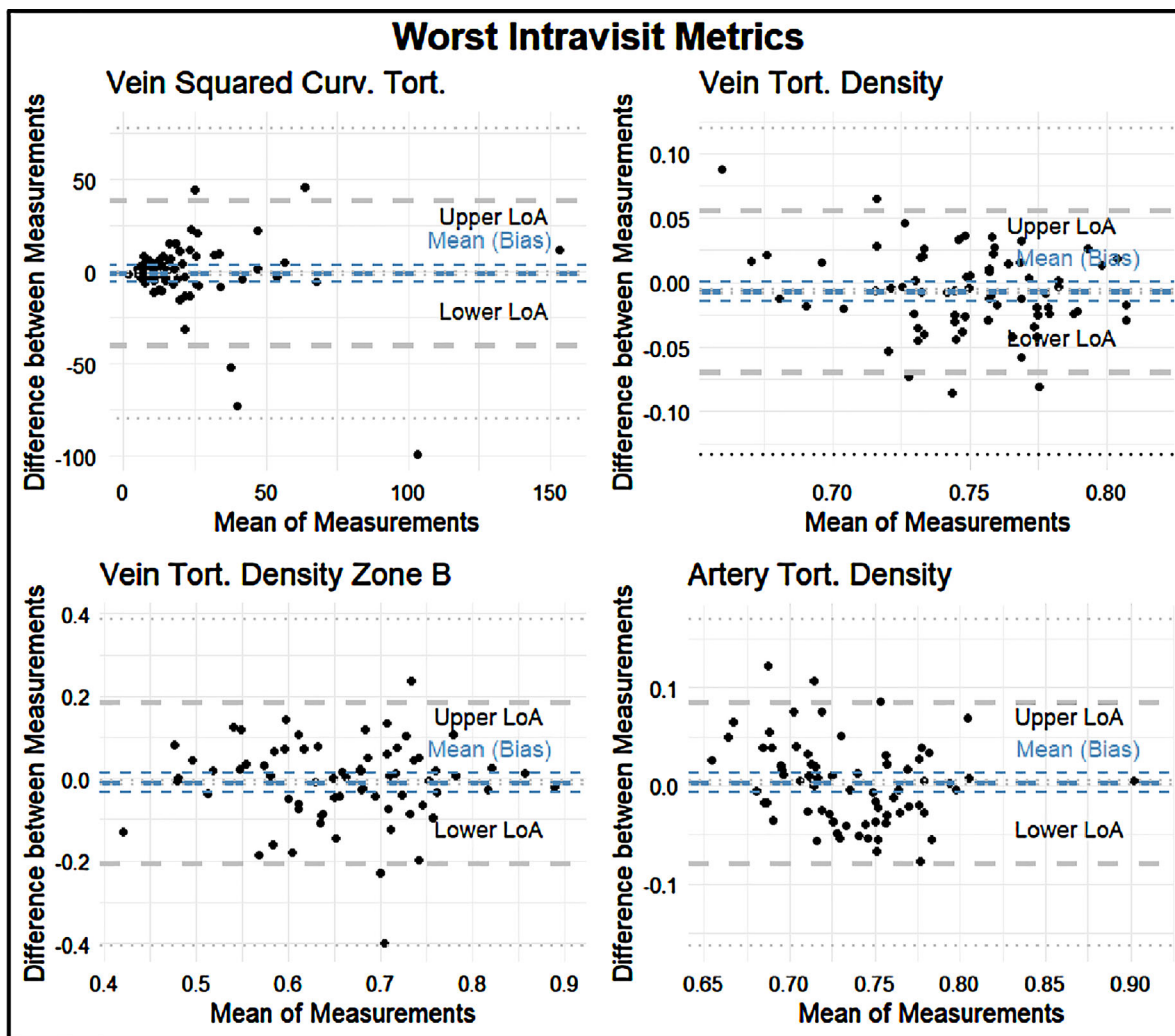 Worst Intravisit Metrics
Vein Squared Curv. Tort.
Difference between Measurements
50
0
-50
-100
Upper LoA
Mean (Bias)
Lower LoA
0
50
100
150
Mean of Measurements
Vein Tort. Density
Difference between Measurements
0.10
0.05
0.00
-0.05
-0.10
Upper LoA
Mean (Bias)
Lower LoA
0.70
0.75
0.80
Mean of Measurements
Vein Tort. Density Zone B
Difference between Measurements
0.4
0.2
0.0
-0.2
-0.4
Upper LoA
Mean (Bias)
Lower LoA
0.4
0.5
0.6
0.7
0.8
0.9
Mean of Measurements
Artery Tort. Density
Difference between Measurements
0.1
0.0
-0.1
Upper LoA
Mean (Bias)
Lower LoA
0.65
0.70
0.75
0.80
0.85
0.90
Mean of Measurements